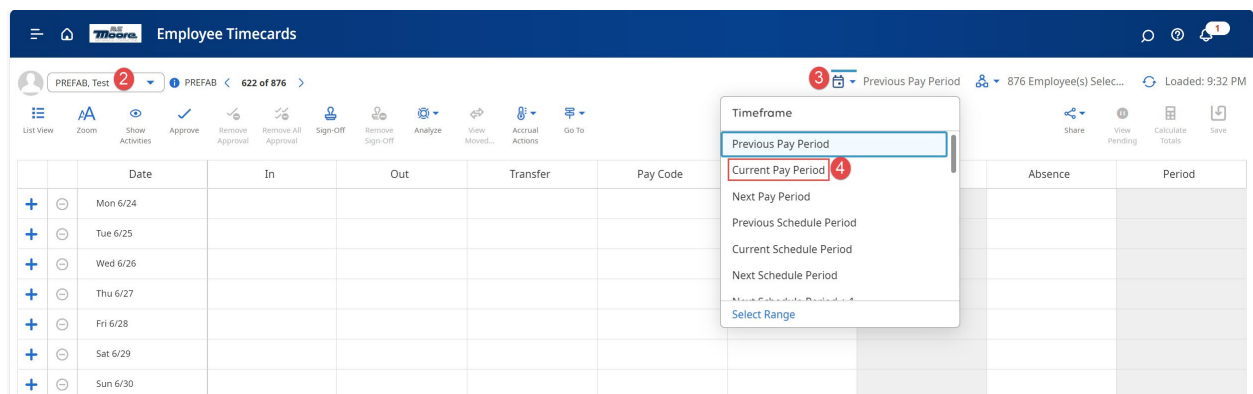 Moore Employee Timecards 1
PREFAB, Test 2 PREFAB 622 of 876 3 Previous Pay Period 876 Employee(s) Selec... Loaded: 9:32 PM
List View Zoom Show Activities Approve Remove Approval Remove All Approval Sign-Off Remove Sign-Off Analyze View Moved... Accrual Actions Go To Share View Pending Calculate Totals Save
Timeframe
Previous Pay Period
Current Pay Period 4
Next Pay Period
Previous Schedule Period
Current Schedule Period
Next Schedule Period
Select Range
Date In Out Transfer Pay Code Absence Period
Mon 6/24
Tue 6/25
Wed 6/26
Thu 6/27
Fri 6/28
Sat 6/29
Sun 6/30